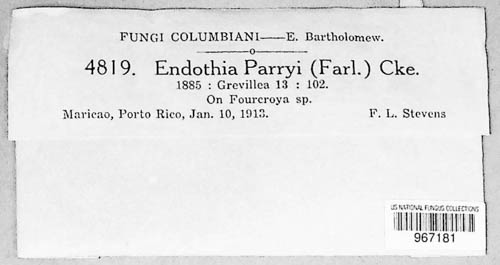 FUNGI COLUMBIANI—E. Bartholomew.
4819. Endothia Parryi (Farl.) Cke.
1885 : Grevillea 13 : 102.
On Fourcroya sp.
Maricao, Porto Rico, Jan. 10, 1913. F. L. Stevens
US NATIONAL FUNGUS COLLECTIONS
967181